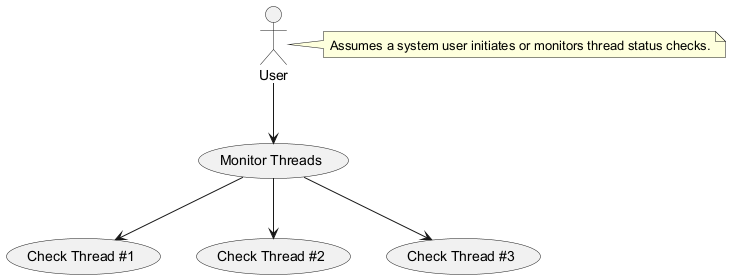 Assumes a system user initiates or monitors thread status checks.
User
Monitor Threads
Check Thread #1
Check Thread #2
Check Thread #3